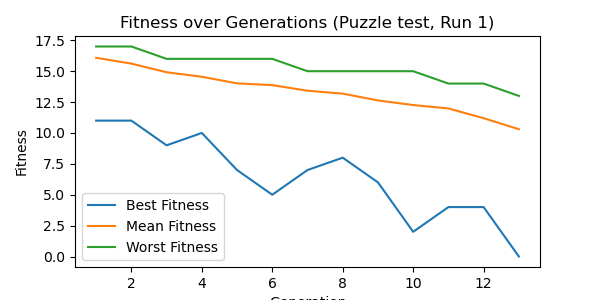 Fitness over Generations (Puzzle test, Run 1)
Fitness
17.5
15.0
12.5
10.0
7.5
5.0
2.5
0.0
Best Fitness
Mean Fitness
Worst Fitness
2 4 6 8 10 12
Generation